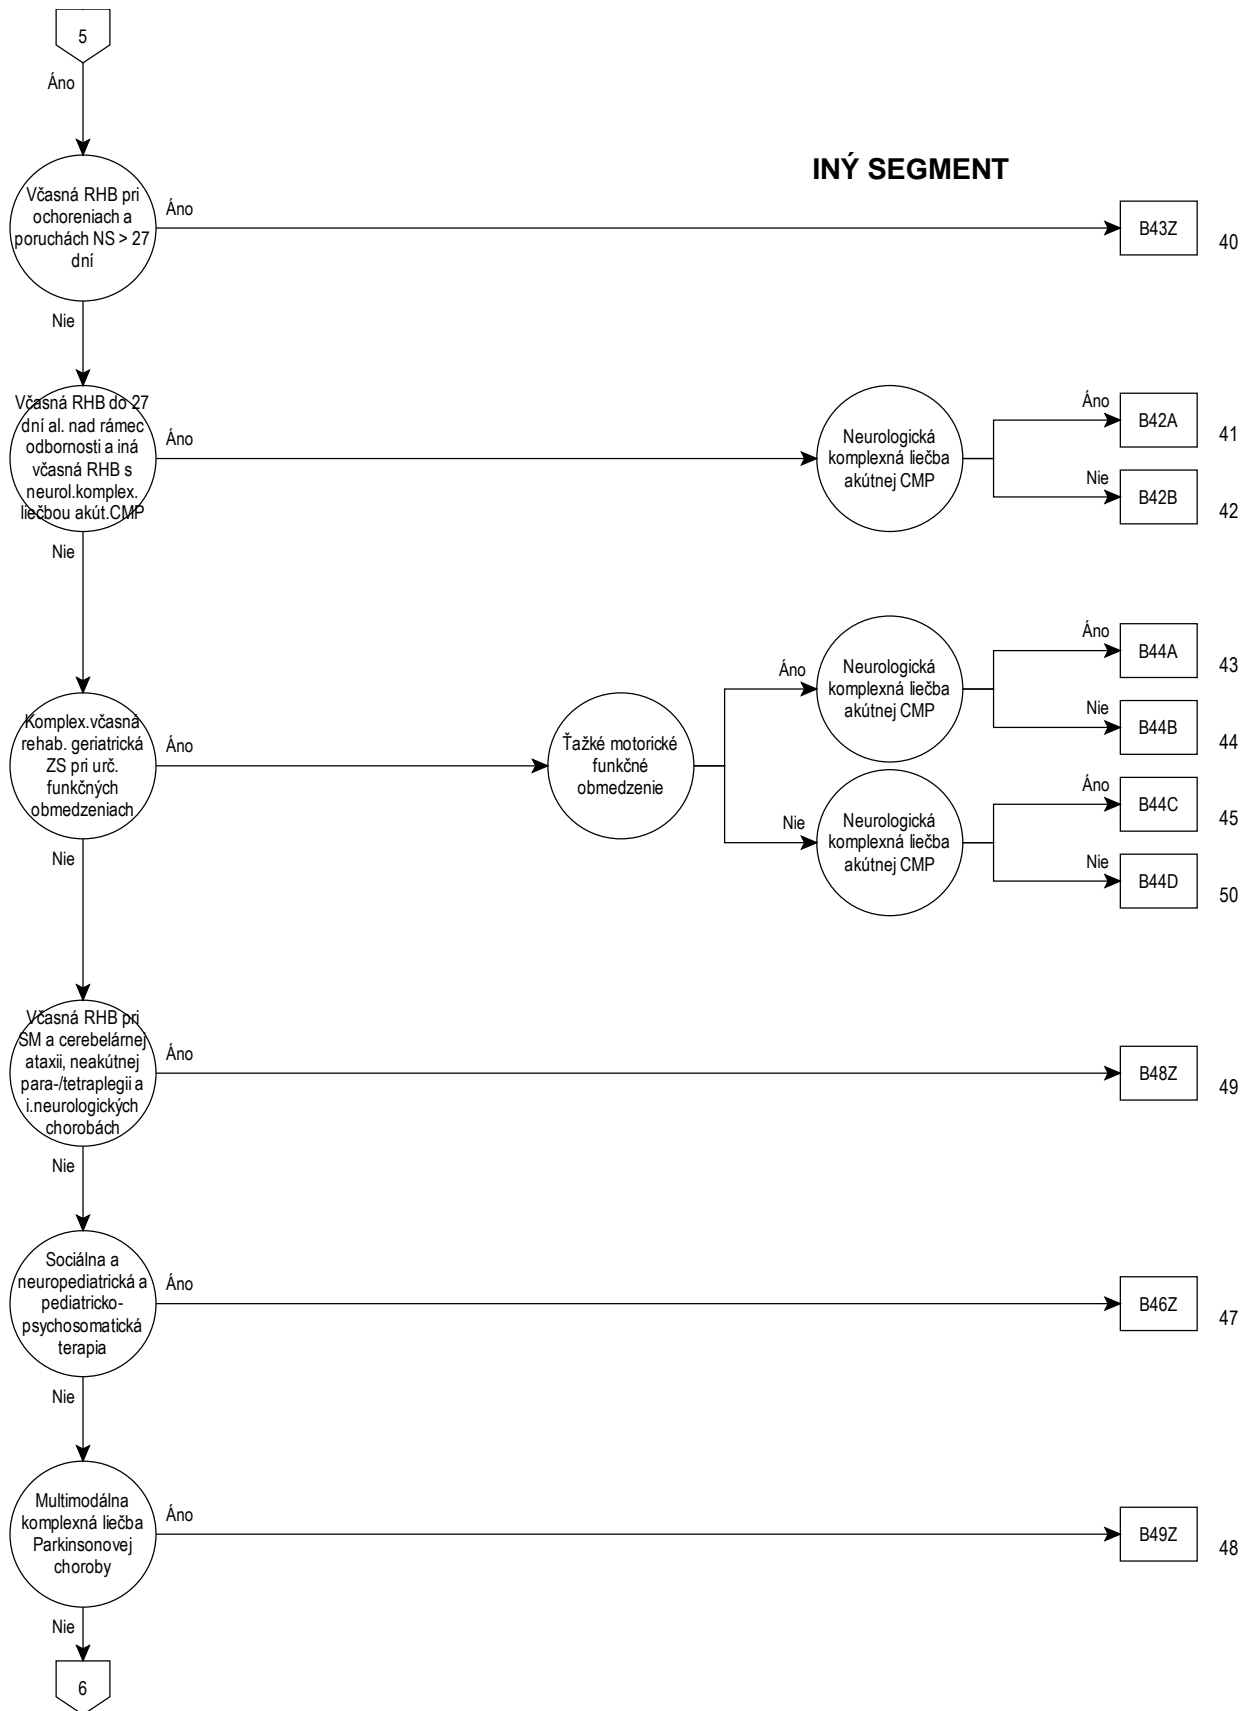 5
Áno
INÝ SEGMENT
Včasná RHB pri
ochoreniach a
poruchách NS > 27
dní
Áno
B43Z
40
Nie
Včasná RHB do 27
dní al. nad rámec
odbornosti a iná
včasná RHB s
neurol.komplex.
liečbou akút.CMP
Áno
Neurologická
komplexná liečba
akútnej CMP
Áno
B42A
41
Nie
B42B
42
Nie
Komplex.včasná
rehab. geriatrická
ZS pri urč.
funkčných
obmedzeniach
Áno
Ťažké motorické
funkčné
obmedzenie
Áno
Neurologická
komplexná liečba
akútnej CMP
Áno
B44A
43
Nie
B44B
44
Nie
Neurologická
komplexná liečba
akútnej CMP
Áno
B44C
45
Nie
B44D
50
Nie
Včasná RHB pri
SM a cerebelárnej
ataxii, neakútnej
para-/tetraplegii a
i.neurologických
chorobách
Áno
B48Z
49
Nie
Sociálna a
neuropediatrická a
pediatricko-
psychosomatická
terapia
Áno
B46Z
47
Nie
Multimodálna
komplexná liečba
Parkinsonovej
choroby
Áno
B49Z
48
Nie
6